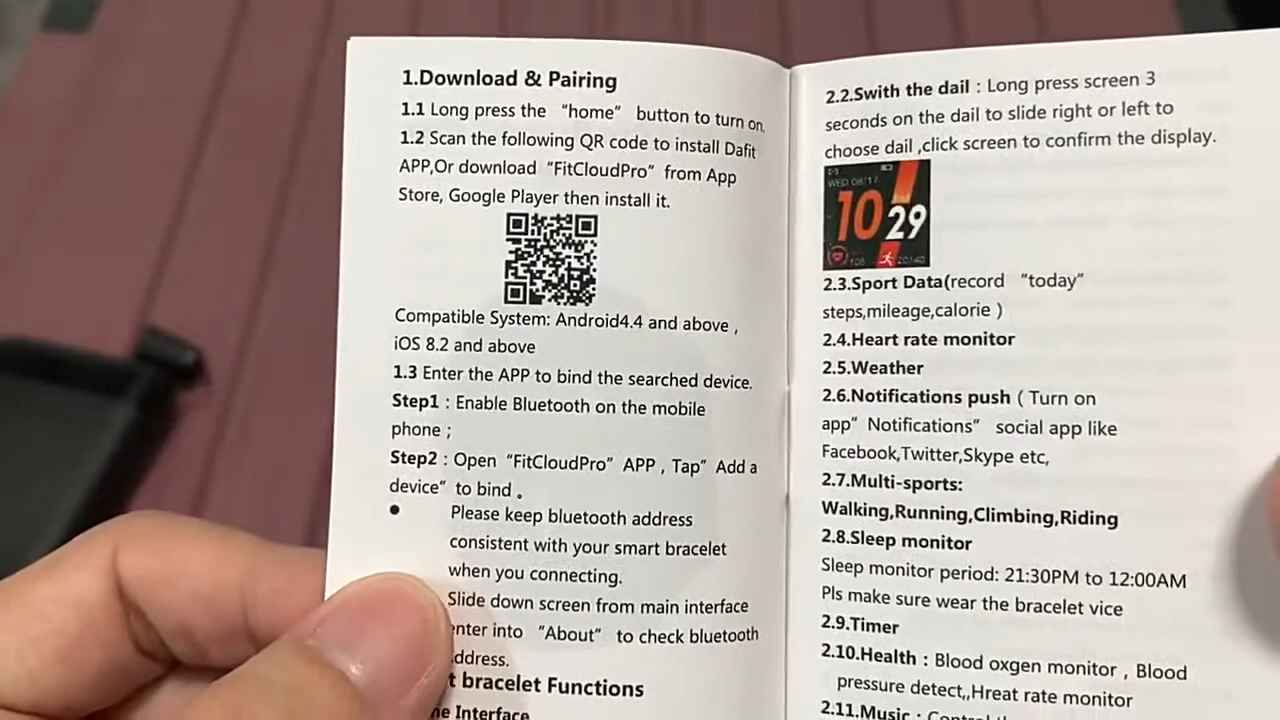 1.Download & Pairing
1.1 Long press the “home” button to turn on.
1.2 Scan the following QR code to install Dafit
APP,Or download “FitCloudPro” from App
Store, Google Player then install it.
Compatible System: Android4.4 and above ,
iOS 8.2 and above
1.3 Enter the APP to bind the searched device.
Step1 : Enable Bluetooth on the mobile
phone ;
Step2 : Open “FitCloudPro” APP , Tap” Add a
device” to bind 。
● Please keep bluetooth address
consistent with your smart bracelet
when you connecting.
Slide down screen from main interface
enter into “About” to check bluetooth
address.
t bracelet Functions
Interface
2.2.Swith the dail : Long press screen 3
seconds on the dail to slide right or left to
choose dail ,click screen to confirm the display.
WED 08/17
10 29
2.3.Sport Data(record “today”
steps,mileage,calorie )
2.4.Heart rate monitor
2.5.Weather
2.6.Notifications push ( Turn on
app” Notifications” social app like
Facebook,Twitter,Skype etc,
2.7.Multi-sports:
Walking,Running,Climbing,Riding
2.8.Sleep monitor
Sleep monitor period: 21:30PM to 12:00AM
Pls make sure wear the bracelet vice
2.9.Timer
2.10.Health : Blood oxgen monitor , Blood
pressure detect,,Hreat rate monitor
2.11.Music : Control